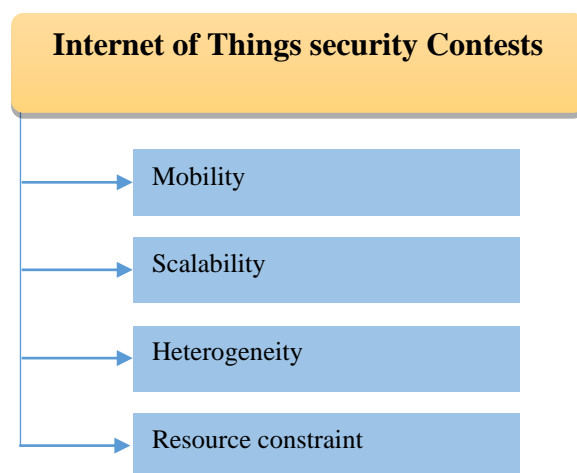 Internet of Things security Contests
Mobility
Scalability
Heterogeneity
Resource constraint